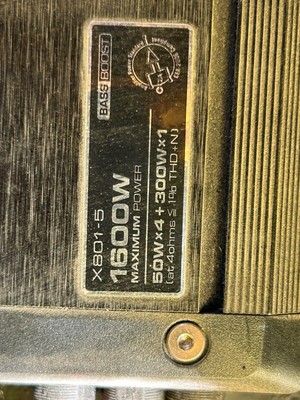 BASS BOOST
X801-5
1600W
MAXIMUM POWER
50W×4+300W×1
(at 4ohms ≦ 1% THD+N)